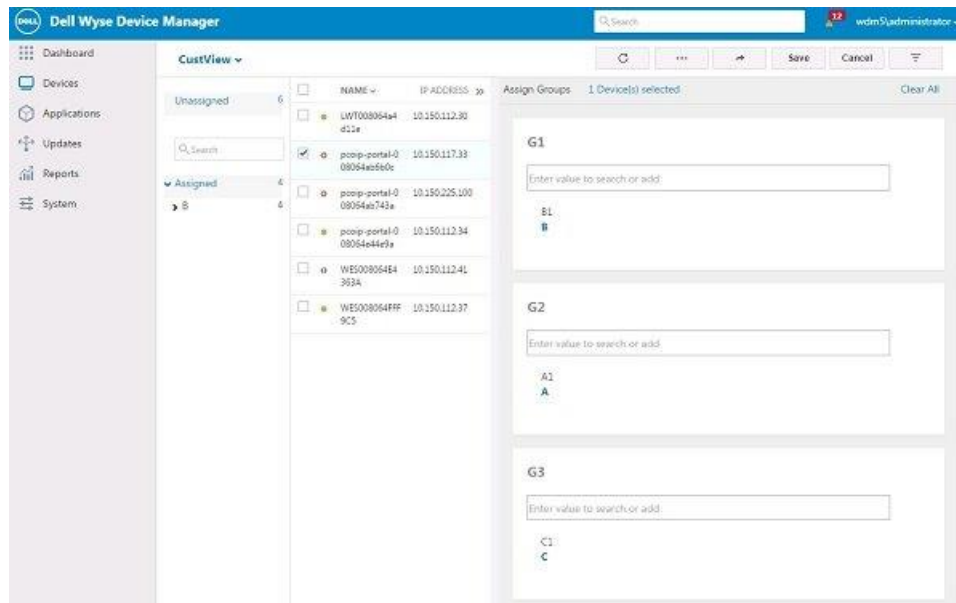 DELL Dell Wyse Device Manager
Search
12
wdm5\administrator
Dashboard
Devices
Applications
Updates
Reports
System
CustView
... Save Cancel
Unassigned 6
Search
Assigned 4
B 4
NAME IP ADDRESS
LWT008064a4 10.150.112.30
d11e
pcoip-portal-0 10.150.117.33
08064ab6b0c
pcoip-portal-0 10.150.225.100
08064ab743a
pcoip-portal-0 10.150.112.34
08064e44e9a
WES008064E4 10.150.112.41
363A
WES008064FFF 10.150.112.37
9C5
Assign Groups 1 Device(s) selected Clear All
G1
Enter value to search or add
B1
B
G2
Enter value to search or add
A1
A
G3
Enter value to search or add
C1
C